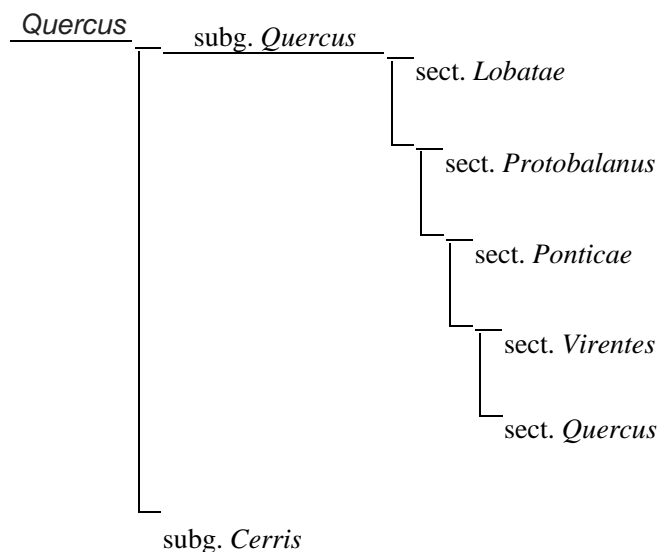 Quercus
subg. Quercus
sect. Lobatae
sect. Protobalanus
sect. Ponticae
sect. Virentes
sect. Quercus
subg. Cerris